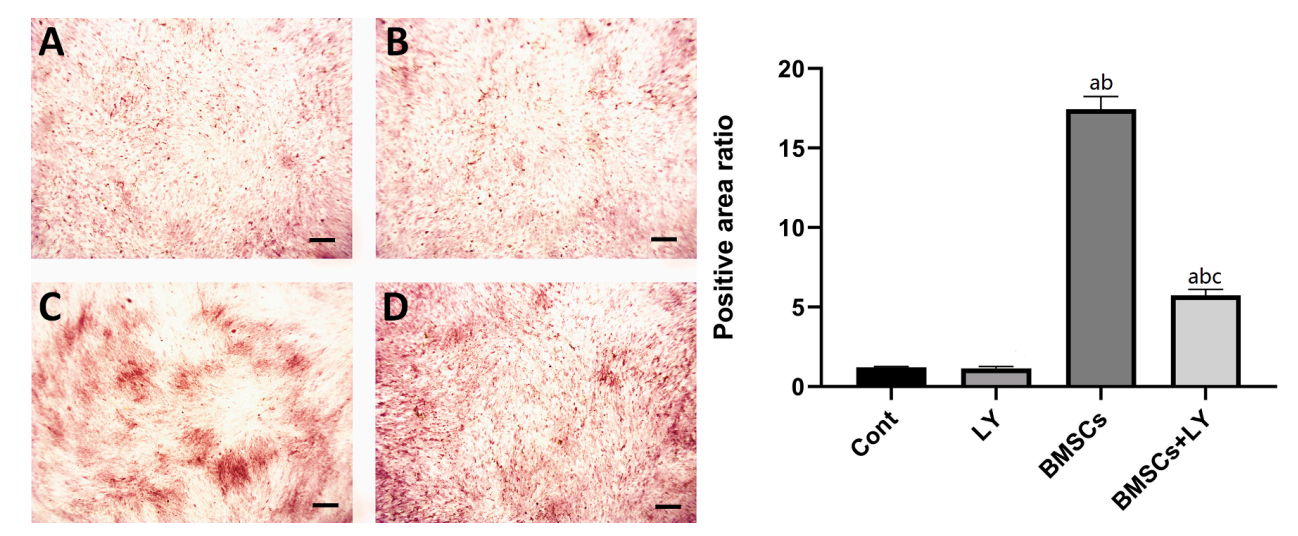 A
B
C
D
Positive area ratio
20
15
10
5
0
ab
abc
Cont
LY
BMSCs
BMSCs+LY